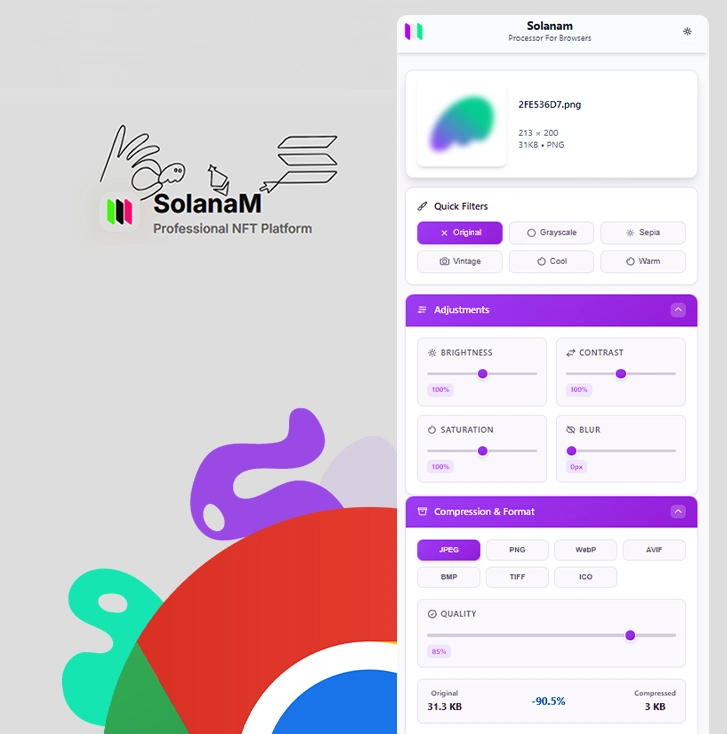 SolanaM
Professional NFT Platform
Solanam
Processor For Browsers
2FE536D7.png
213 × 200
31KB • PNG
Quick Filters
Original
Grayscale
Sepia
Vintage
Cool
Warm
Adjustments
BRIGHTNESS
100%
CONTRAST
100%
SATURATION
100%
BLUR
0px
Compression & Format
JPEG
PNG
WebP
AVIF
BMP
TIFF
ICO
QUALITY
85%
Original
31.3 KB
-90.5%
Compressed
3 KB